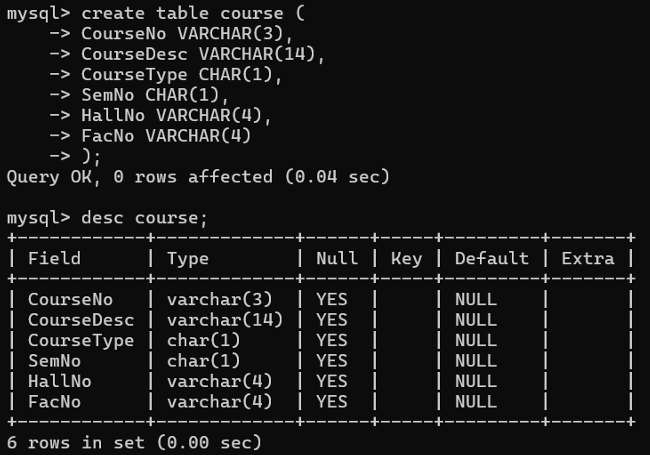 mysql> create table course (
    -> CourseNo VARCHAR(3),
    -> CourseDesc VARCHAR(14),
    -> CourseType CHAR(1),
    -> SemNo CHAR(1),
    -> HallNo VARCHAR(4),
    -> FacNo VARCHAR(4)
    -> );
Query OK, 0 rows affected (0.04 sec)

mysql> desc course;
+------------+-------------+------+-----+---------+-------+
| Field      | Type        | Null | Key | Default | Extra |
+------------+-------------+------+-----+---------+-------+
| CourseNo   | varchar(3)  | YES  |     | NULL    |       |
| CourseDesc | varchar(14) | YES  |     | NULL    |       |
| CourseType | char(1)     | YES  |     | NULL    |       |
| SemNo      | char(1)     | YES  |     | NULL    |       |
| HallNo     | varchar(4)  | YES  |     | NULL    |       |
| FacNo      | varchar(4)  | YES  |     | NULL    |       |
+------------+-------------+------+-----+---------+-------+
6 rows in set (0.00 sec)